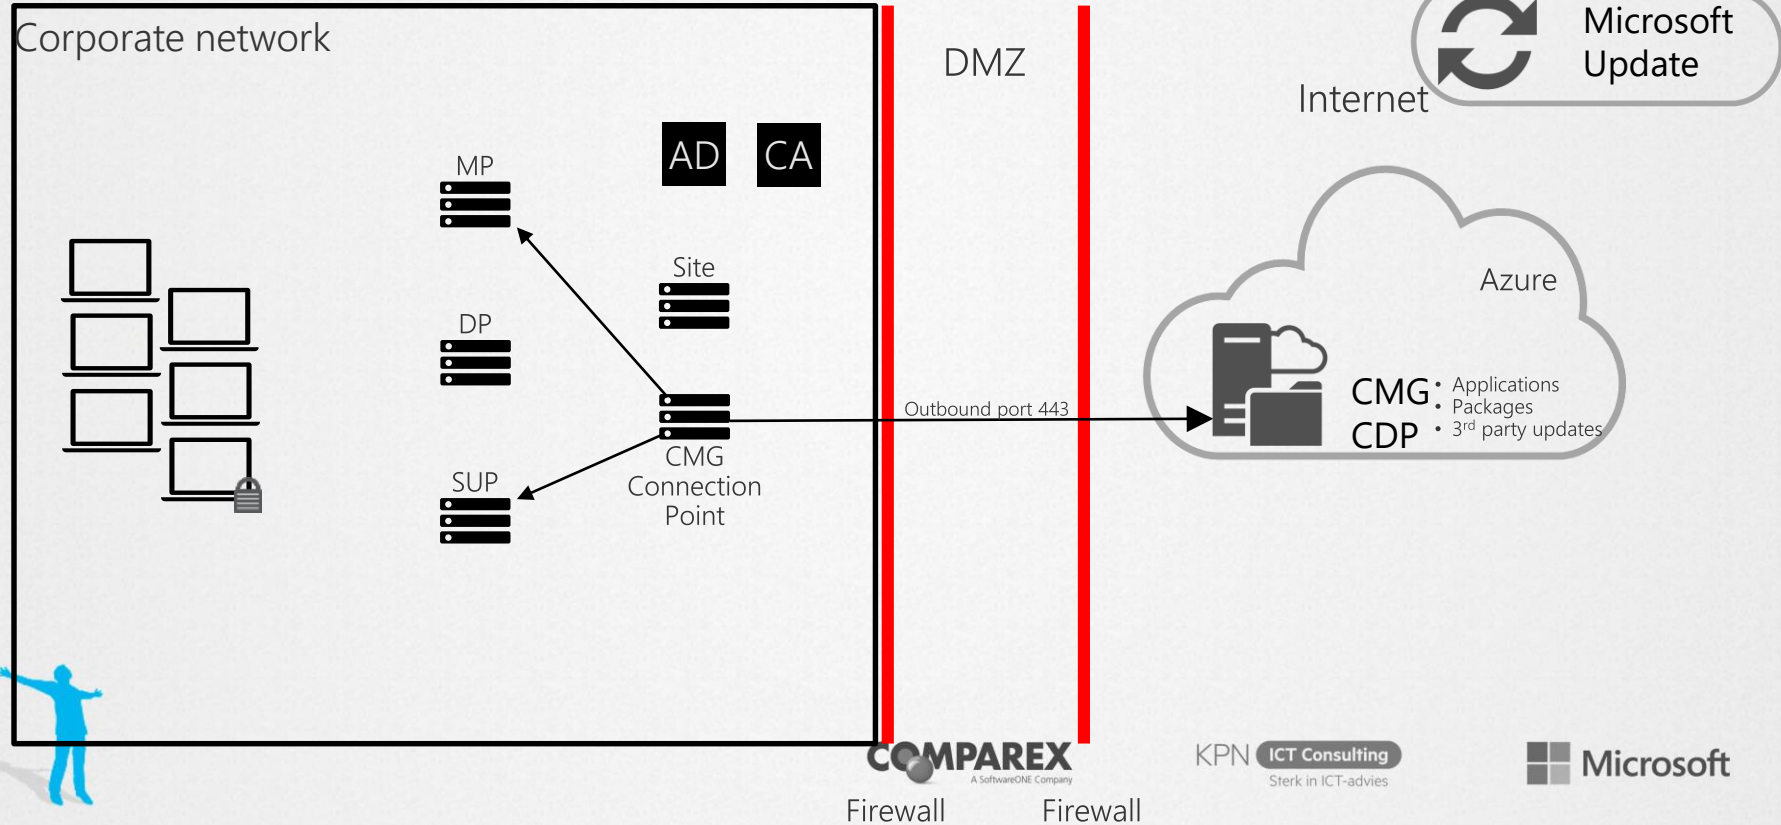 Corporate network
DMZ
Internet
Microsoft
Update
AD
CA
MP
Site
DP
SUP
CMG
Connection
Point
Outbound port 443
Azure
CMG
CDP
• Applications
• Packages
• 3rd party updates
COMPAREX
A SoftwareONE Company
KPN ICT Consulting
Sterk in ICT-advies
Microsoft
Firewall
Firewall